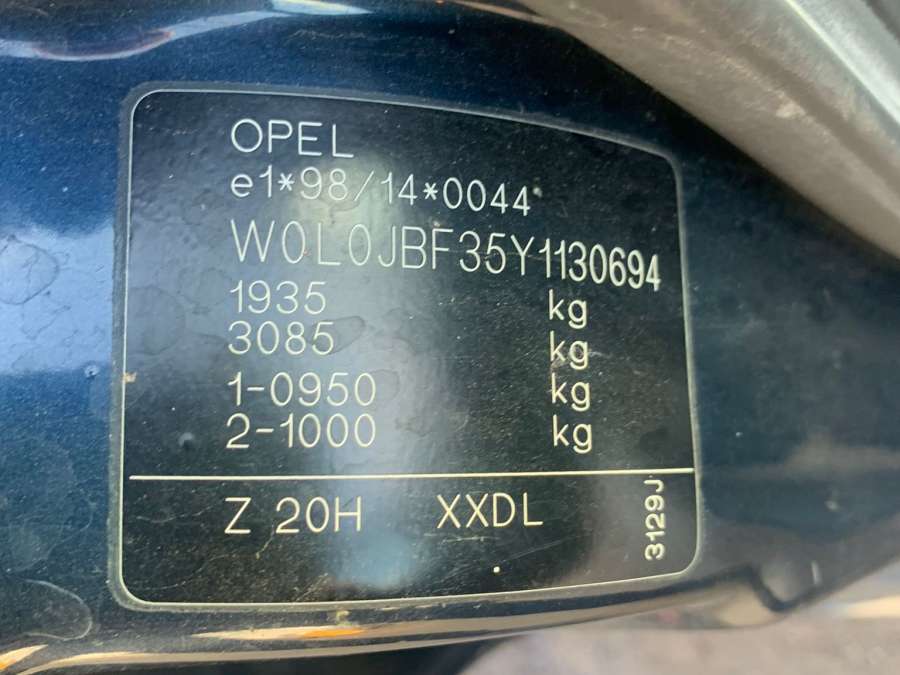 OPEL
e1*98/14*0044
W0L0JBF35Y1130694
1935 kg
3085 kg
1-0950 kg
2-1000 kg
Z 20H XXDL
3129J